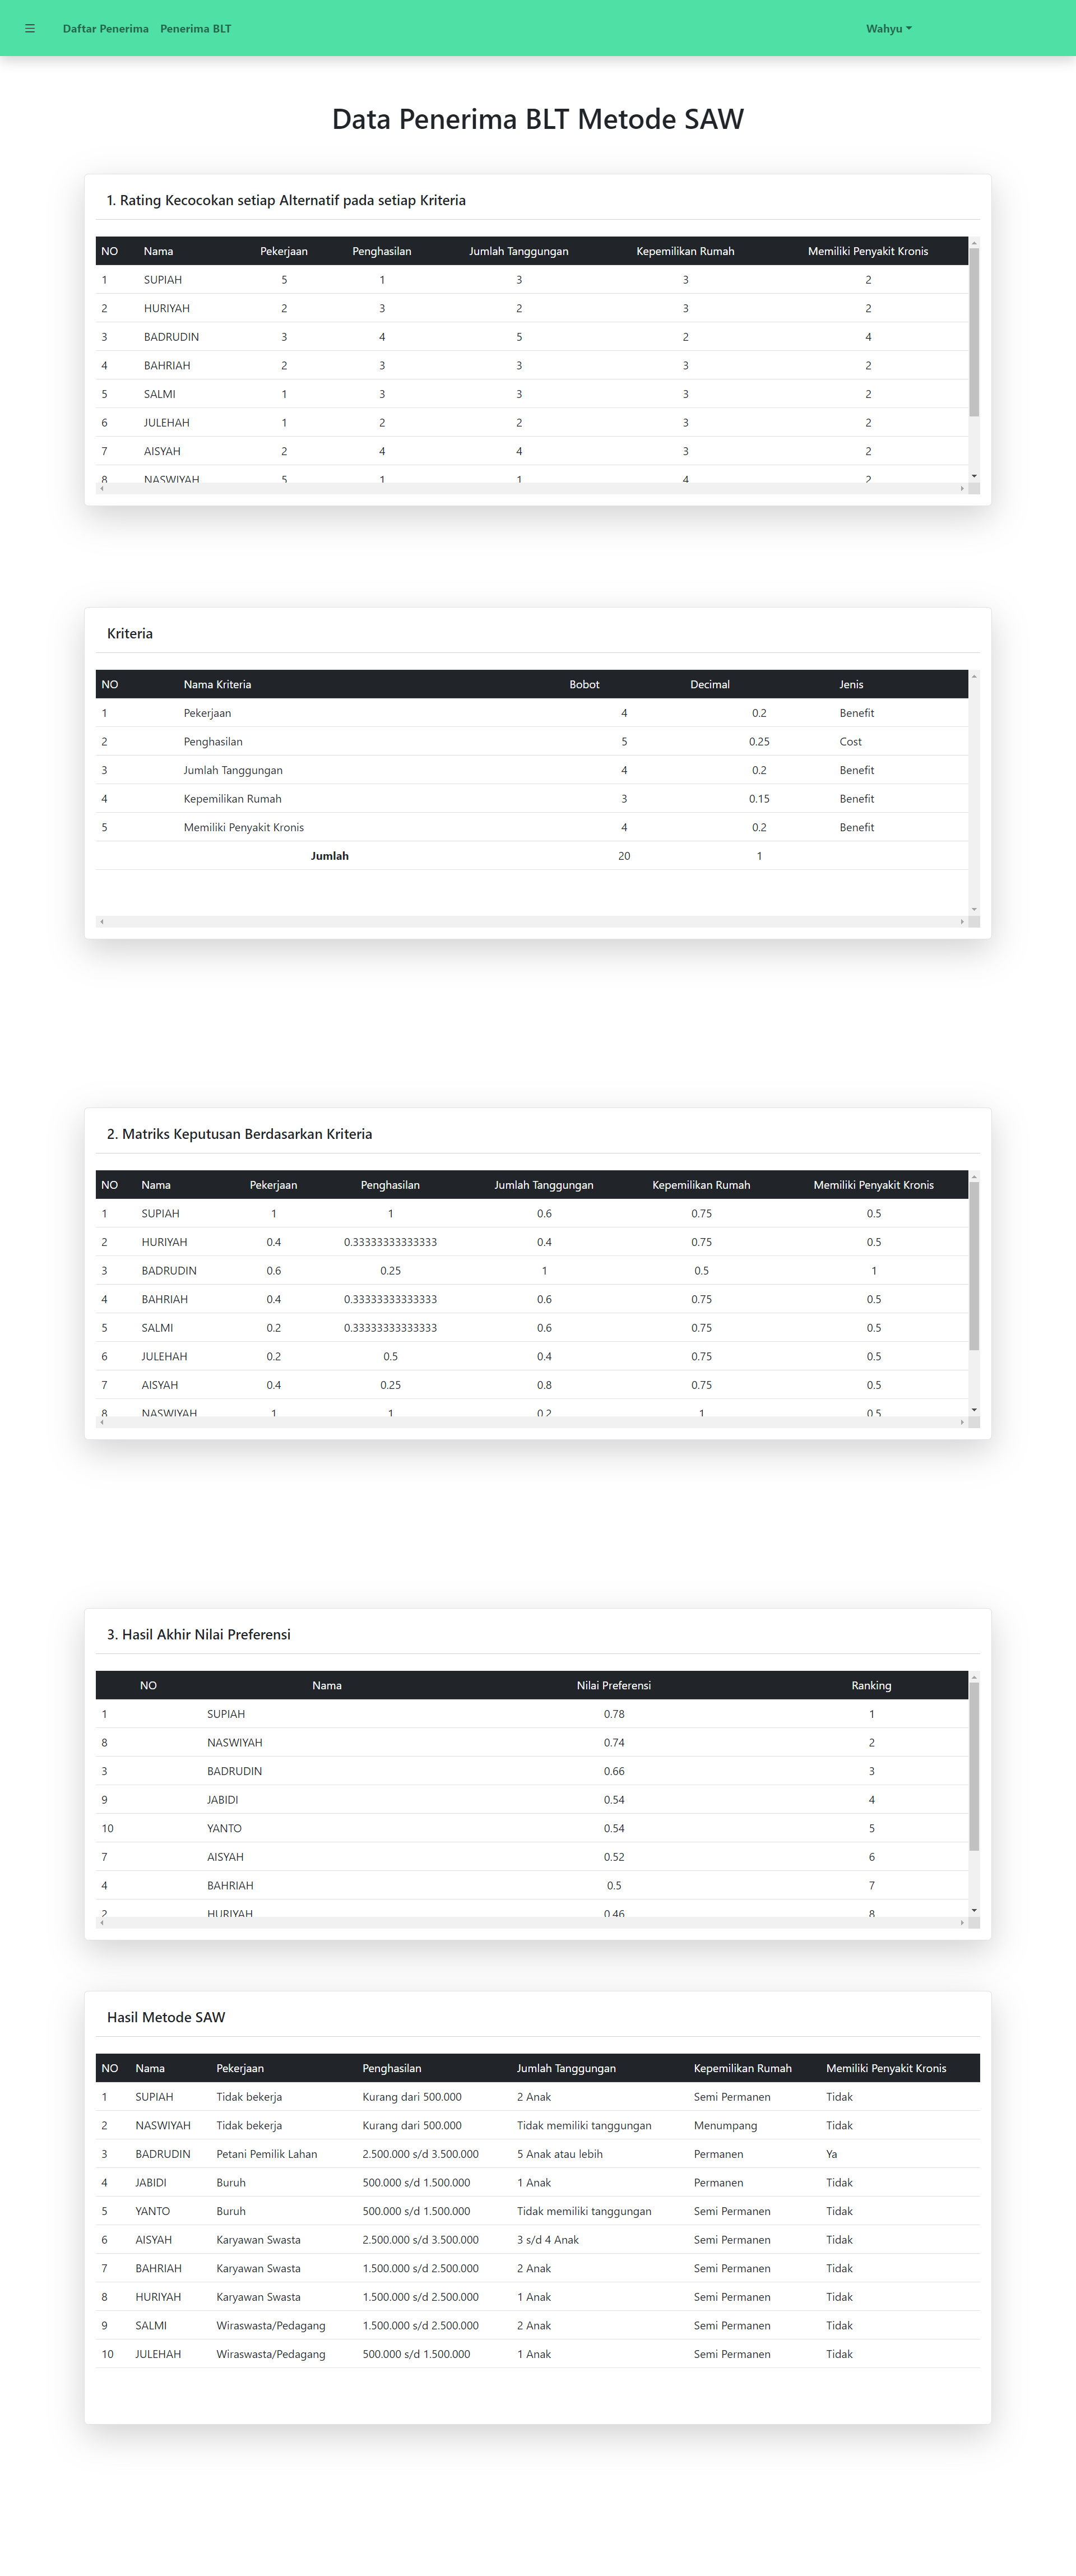 ☰ Daftar Penerima Penerima BLT Wahyu
Data Penerima BLT Metode SAW
1. Rating Kecocokan setiap Alternatif pada setiap Kriteria
NO Nama Pekerjaan Penghasilan Jumlah Tanggungan Kepemilikan Rumah Memiliki Penyakit Kronis
1 SUPIAH 5 1 3 3 2
2 HURIYAH 2 3 2 3 2
3 BADRUDIN 3 4 5 2 4
4 BAHRIAH 2 3 3 3 2
5 SALMI 1 3 3 3 2
6 JULEHAH 1 2 2 3 2
7 AISYAH 2 4 4 3 2
8 NASWIYAH 5 1 1 4 2
Kriteria
NO Nama Kriteria Bobot Decimal Jenis
1 Pekerjaan 4 0.2 Benefit
2 Penghasilan 5 0.25 Cost
3 Jumlah Tanggungan 4 0.2 Benefit
4 Kepemilikan Rumah 3 0.15 Benefit
5 Memiliki Penyakit Kronis 4 0.2 Benefit
Jumlah 20 1
2. Matriks Keputusan Berdasarkan Kriteria
NO Nama Pekerjaan Penghasilan Jumlah Tanggungan Kepemilikan Rumah Memiliki Penyakit Kronis
1 SUPIAH 1 1 0.6 0.75 0.5
2 HURIYAH 0.4 0.33333333333333 0.4 0.75 0.5
3 BADRUDIN 0.6 0.25 1 0.5 1
4 BAHRIAH 0.4 0.33333333333333 0.6 0.75 0.5
5 SALMI 0.2 0.33333333333333 0.6 0.75 0.5
6 JULEHAH 0.2 0.5 0.4 0.75 0.5
7 AISYAH 0.4 0.25 0.8 0.75 0.5
8 NASWIYAH 1 1 0.2 1 0.5
3. Hasil Akhir Nilai Preferensi
NO Nama Nilai Preferensi Ranking
1 SUPIAH 0.78 1
8 NASWIYAH 0.74 2
3 BADRUDIN 0.66 3
9 JABIDI 0.54 4
10 YANTO 0.54 5
7 AISYAH 0.52 6
4 BAHRIAH 0.5 7
2 HURIYAH 0.46 8
Hasil Metode SAW
NO Nama Pekerjaan Penghasilan Jumlah Tanggungan Kepemilikan Rumah Memiliki Penyakit Kronis
1 SUPIAH Tidak bekerja Kurang dari 500.000 2 Anak Semi Permanen Tidak
2 NASWIYAH Tidak bekerja Kurang dari 500.000 Tidak memiliki tanggungan Menumpang Tidak
3 BADRUDIN Petani Pemilik Lahan 2.500.000 s/d 3.500.000 5 Anak atau lebih Permanen Ya
4 JABIDI Buruh 500.000 s/d 1.500.000 1 Anak Permanen Tidak
5 YANTO Buruh 500.000 s/d 1.500.000 Tidak memiliki tanggungan Semi Permanen Tidak
6 AISYAH Karyawan Swasta 2.500.000 s/d 3.500.000 3 s/d 4 Anak Semi Permanen Tidak
7 BAHRIAH Karyawan Swasta 1.500.000 s/d 2.500.000 2 Anak Semi Permanen Tidak
8 HURIYAH Karyawan Swasta 1.500.000 s/d 2.500.000 1 Anak Semi Permanen Tidak
9 SALMI Wiraswasta/Pedagang 1.500.000 s/d 2.500.000 2 Anak Semi Permanen Tidak
10 JULEHAH Wiraswasta/Pedagang 500.000 s/d 1.500.000 1 Anak Semi Permanen Tidak